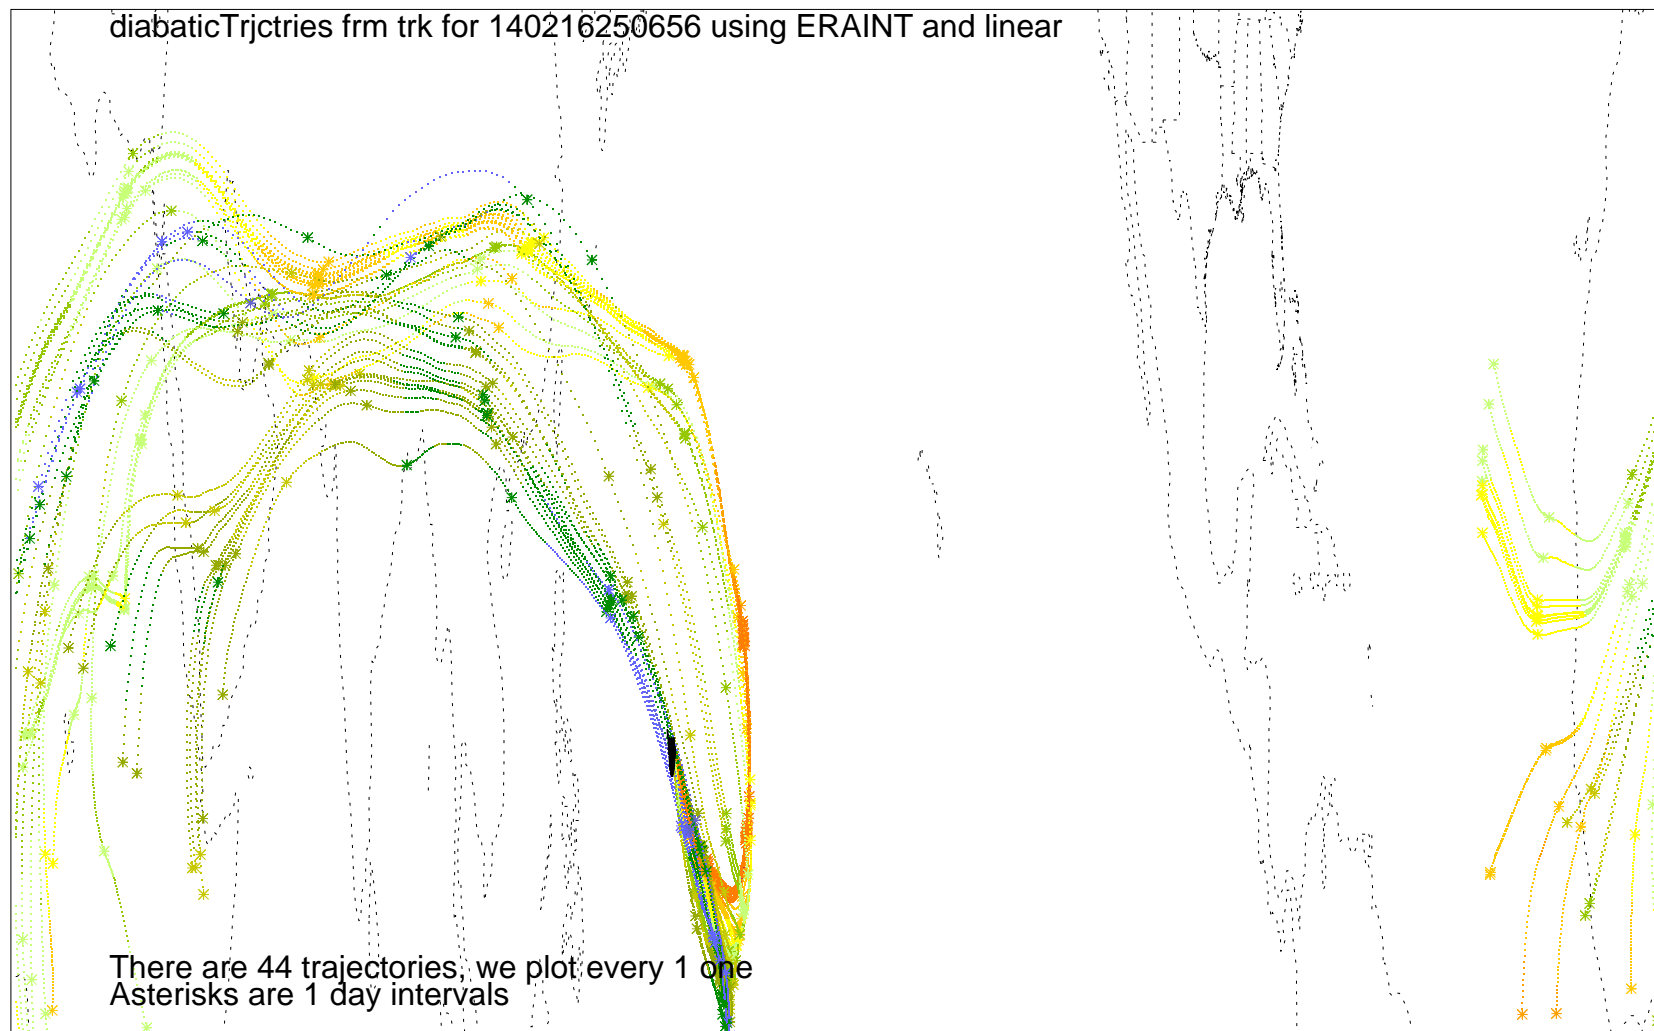 diabaticTrjctries frm trk for 140216250656 using ERAINT and linear
There are 44 trajectories, we plot every 1 one
Asterisks are 1 day intervals